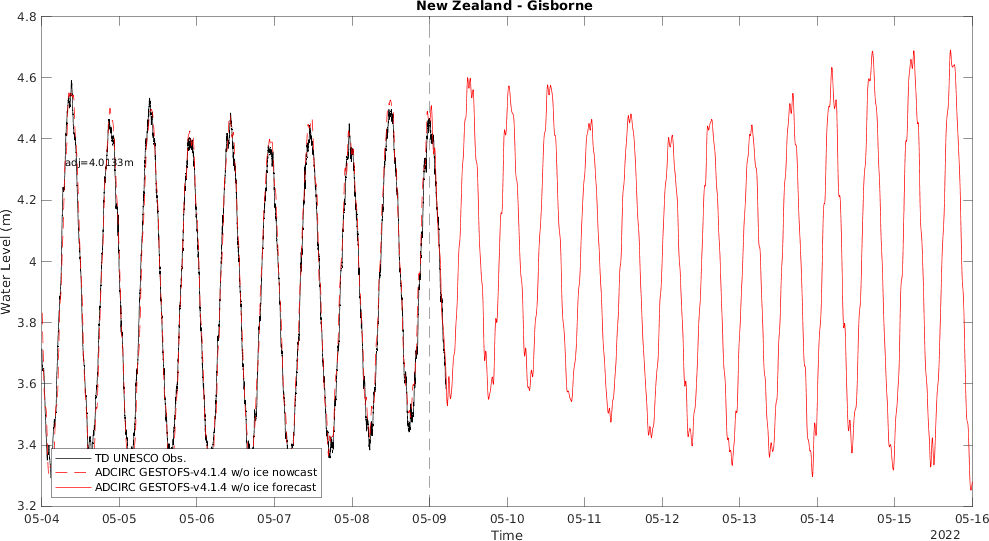 New Zealand - Gisborne
4.8
4.6
4.4
4.2
4
3.8
3.6
3.4
3.2
Water Level (m)
adj=4.0133m
TD UNESCO Obs.
ADCIRC GESTOFS-v4.1.4 w/o ice nowcast
ADCIRC GESTOFS-v4.1.4 w/o ice forecast
05-04 05-05 05-06 05-07 05-08 05-09 05-10 05-11 05-12 05-13 05-14 05-15 05-16
Time
2022